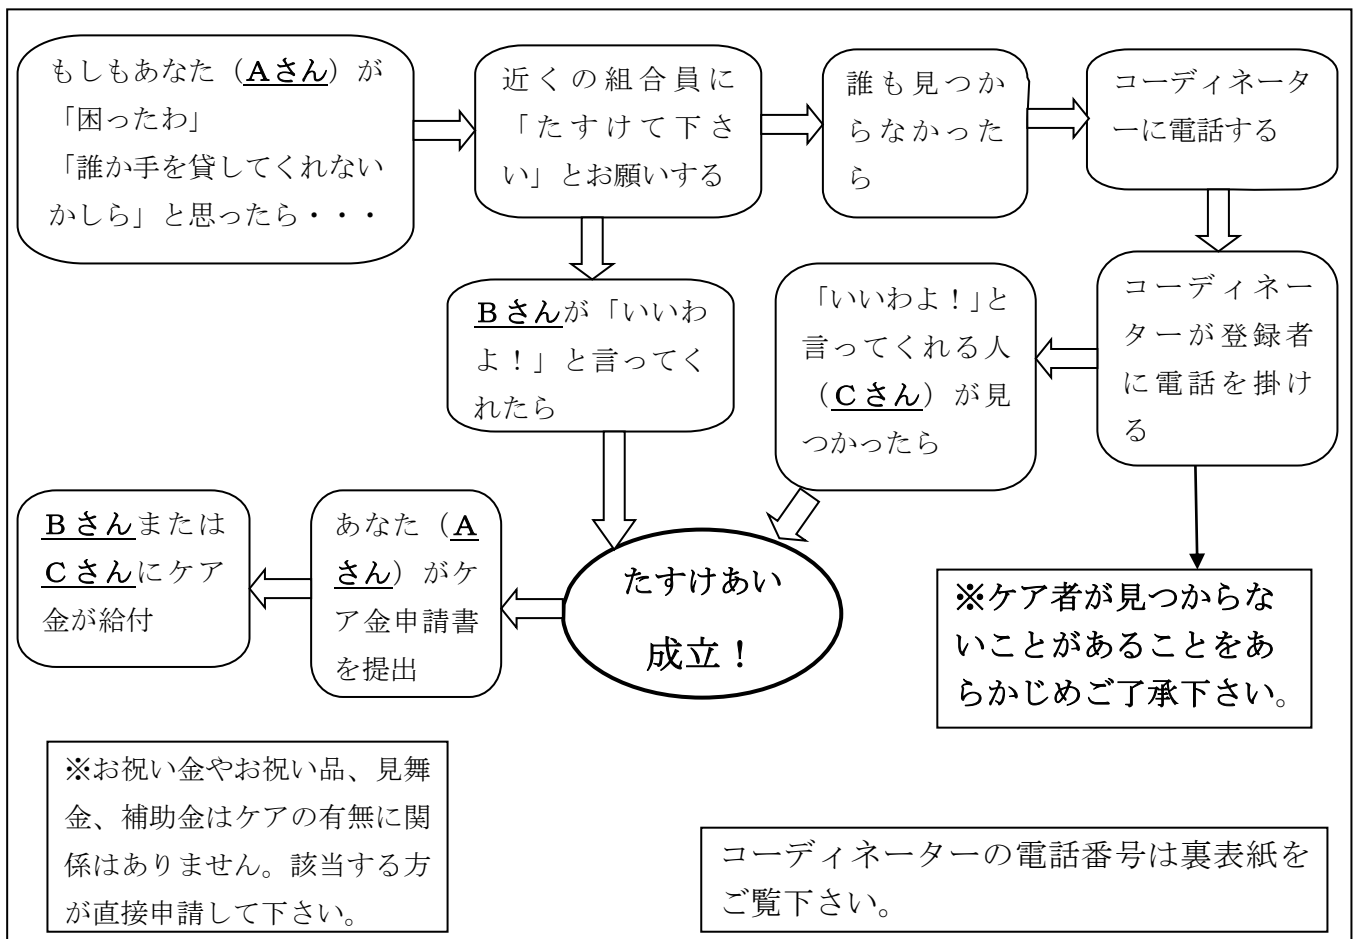 もしもあなた（Aさん）が
「困ったわ」
「誰か手を貸してくれない
かしら」と思ったら・・・
近くの組合員に
「たすけて下さ
い」とお願いする
誰も見つか
らなかった
ら
コーディネータ
ーに電話する
Bさんが「いいわ
よ！」と言ってく
れたら
「いいわよ！」と
言ってくれる人
（Cさん）が見
つかったら
コーディネー
ターが登録者
に電話を掛け
る
Bさんまたは
Cさんにケア
金が給付
あなた（A
さん）がケ
ア金申請書
を提出
たすけあい
成立！
※ケア者が見つからな
いことがあることをあ
らかじめご了承下さい。
※お祝い金やお祝い品、見舞
金、補助金はケアの有無に関
係はありません。該当する方
が直接申請して下さい。
コーディネーターの電話番号は裏表紙を
ご覧下さい。